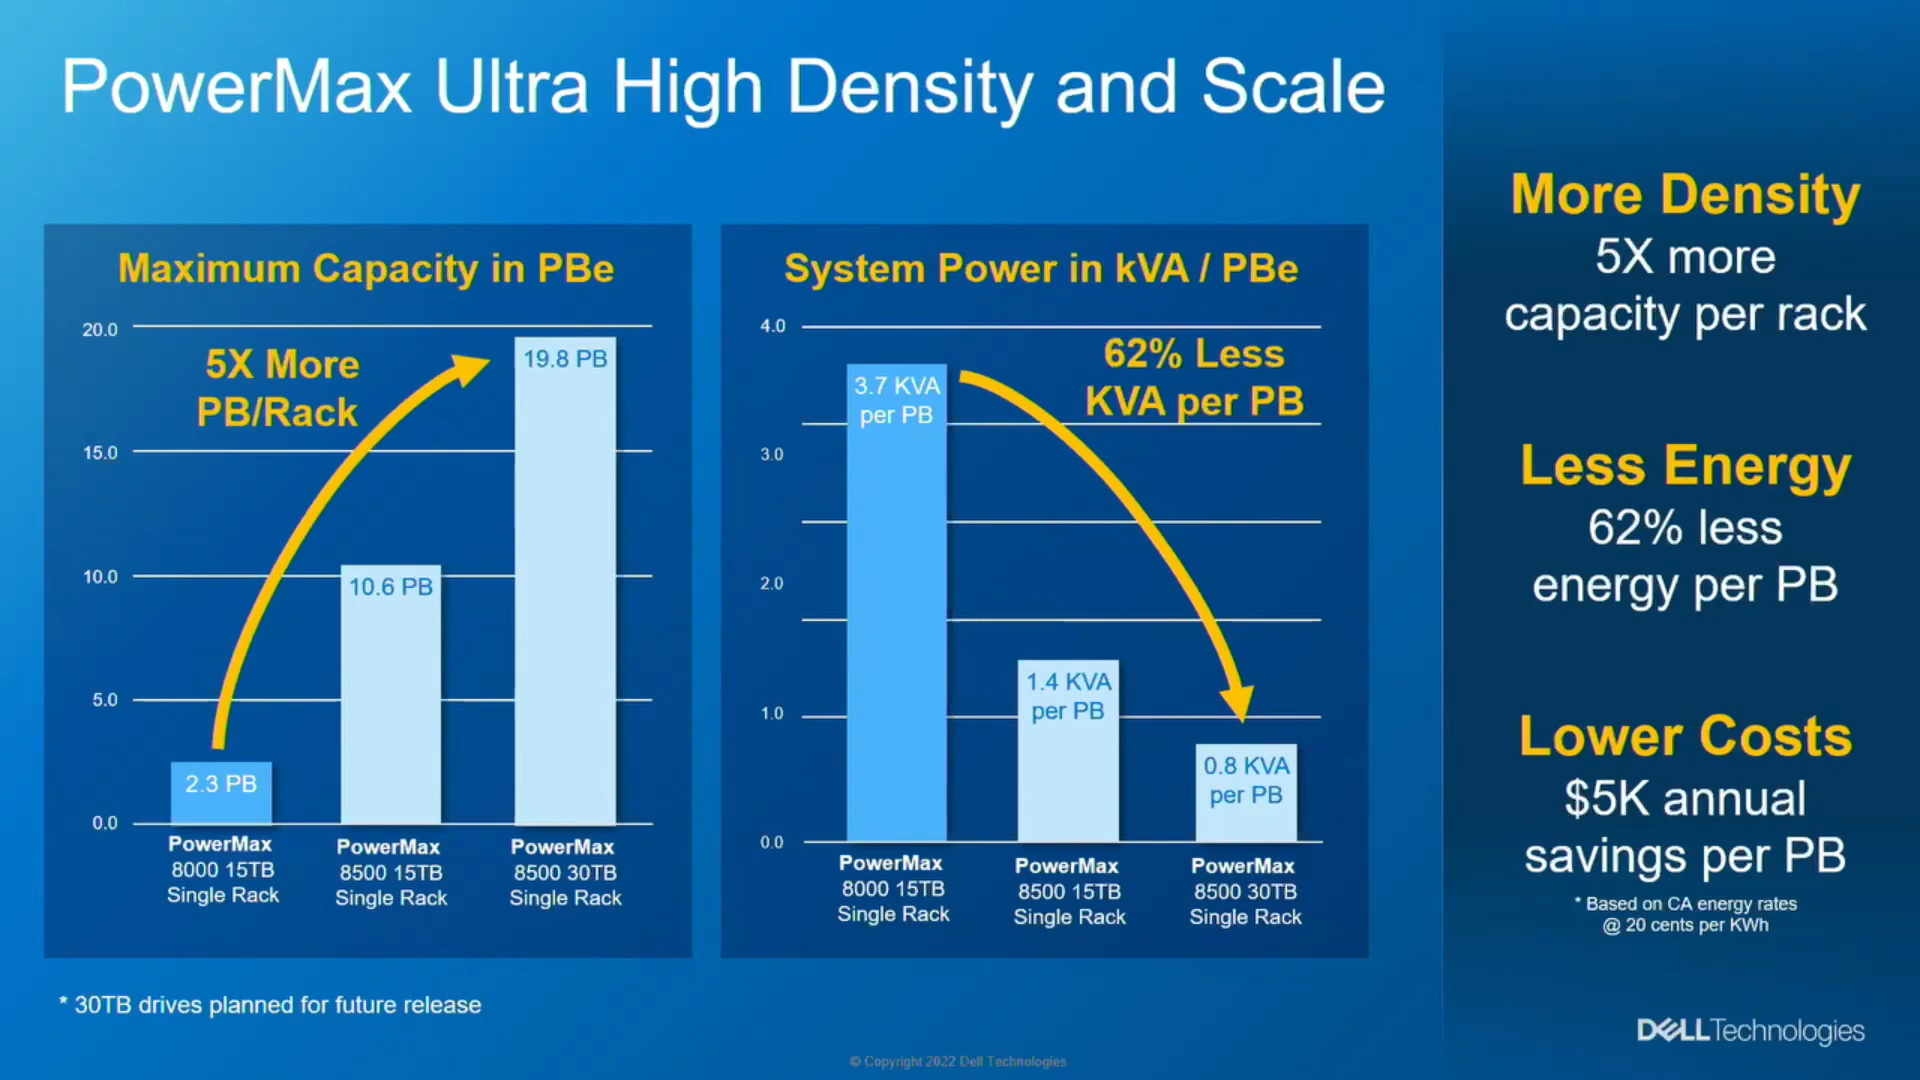 PowerMax Ultra High Density and Scale
Maximum Capacity in PBe
20.0
15.0
10.0
5.0
0.0
5X More
PB/Rack
19.8 PB
10.6 PB
2.3 PB
PowerMax
8000 15TB
Single Rack
PowerMax
8500 15TB
Single Rack
PowerMax
8500 30TB
Single Rack
System Power in kVA / PBe
4.0
3.0
2.0
1.0
0.0
62% Less
KVA per PB
3.7 KVA
per PB
1.4 KVA
per PB
0.8 KVA
per PB
PowerMax
8000 15TB
Single Rack
PowerMax
8500 15TB
Single Rack
PowerMax
8500 30TB
Single Rack
More Density
5X more
capacity per rack
Less Energy
62% less
energy per PB
Lower Costs
$5K annual
savings per PB
* Based on CA energy rates
@ 20 cents per KWh
* 30TB drives planned for future release
DELLTechnologies
© Copyright 2022 Dell Technologies